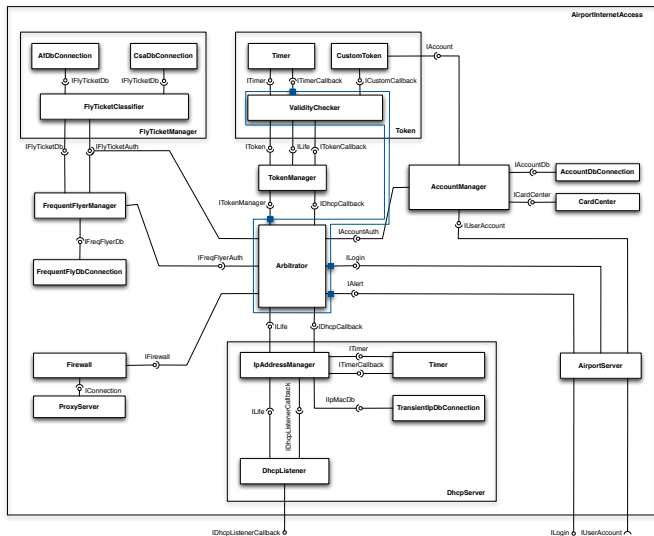 AirportInternetAccess
AfDbConnection
CsaDbConnection
IFlyTicketDb
IFlyTicketDb
FlyTicketClassifier
FlyTicketManager
Timer
CustomToken
IAccount
ITimer
ITimerCallback
ICustomCallback
ValidityChecker
Token
IFlyTicketDb
IFlyTicketAuth
IToken
ILife
ITokenCallback
TokenManager
AccountManager
IAccountDb
AccountDbConnection
ICardCenter
CardCenter
FrequentFlyerManager
ITokenManager
IDhcpCallback
IUserAccount
IAccountAuth
IFreqFlyerDb
IFreqFlyerAuth
Arbitrator
ILogin
FrequentFlyDbConnection
IAlert
ILife
IDhcpCallback
Firewall
IFirewall
IpAddressManager
ITimer
ITimerCallback
Timer
AirportServer
IConnection
ProxyServer
ILife
IDhcpListenerCallback
IIpMacDb
TransientIpDbConnection
DhcpListener
DhcpServer
IDhcpListenerCallback
ILogin
IUserAccount